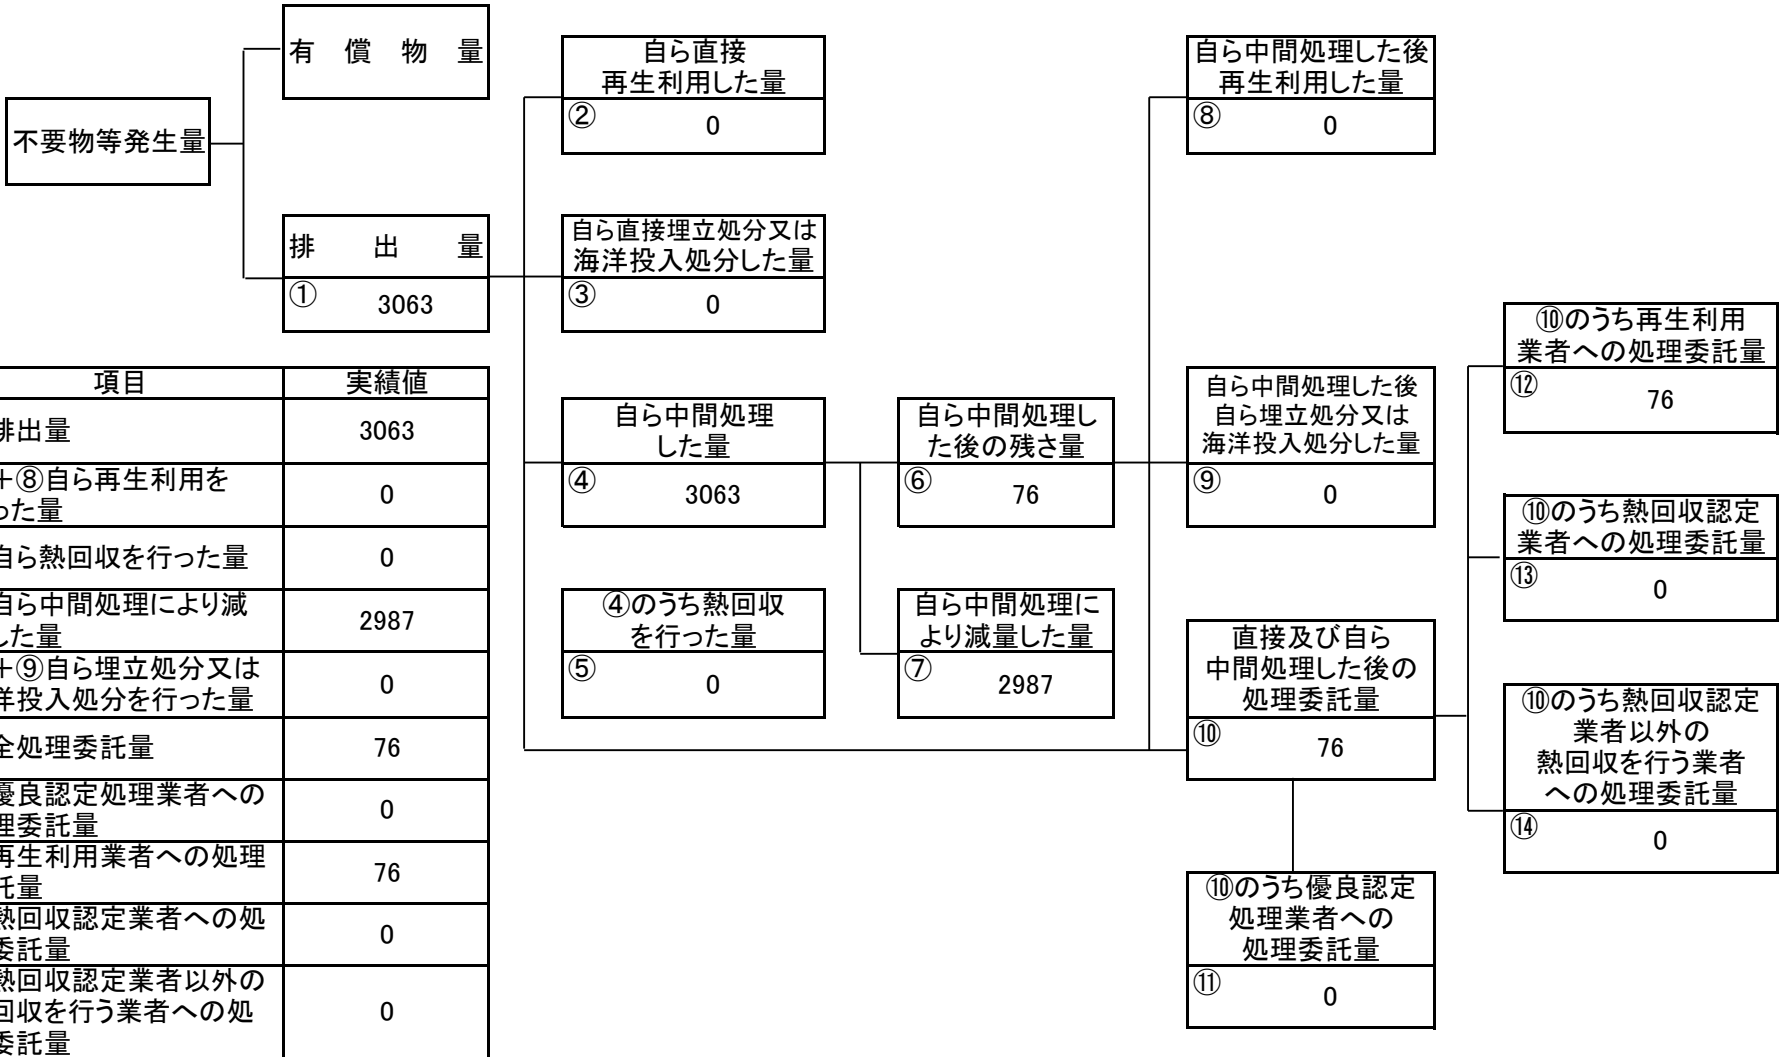 有償物量
不要物等発生量
排出量
① 3063
自ら直接
再生利用した量
② 0
自ら直接埋立処分又は
海洋投入処分した量
③ 0
自ら中間処理
した量
④ 3063
④のうち熱回収
を行った量
⑤ 0
自ら中間処理し
た後の残さ量
⑥ 76
自ら中間処理に
より減量した量
⑦ 2987
自ら中間処理した後
再生利用した量
⑧ 0
自ら中間処理した後
自ら埋立処分又は
海洋投入処分した量
⑨ 0
直接及び自ら
中間処理した後の
処理委託量
⑩ 76
⑩のうち優良認定
処理業者への
処理委託量
⑪ 0
⑩のうち再生利用
業者への処理委託量
⑫ 76
⑩のうち熱回収認定
業者への処理委託量
⑬ 0
⑩のうち熱回収認定
業者以外の
熱回収を行う業者
への処理委託量
⑭ 0
項目 実績値
排出量 3063
+⑧自ら再生利用を
った量 0
自ら熱回収を行った量 0
自ら中間処理により減
した量 2987
+⑨自ら埋立処分又は
洋投入処分を行った量 0
全処理委託量 76
優良認定処理業者への
理委託量 0
再生利用業者への処理
託量 76
熱回収認定業者への処
委託量 0
熱回収認定業者以外の
回収を行う業者への処
委託量 0